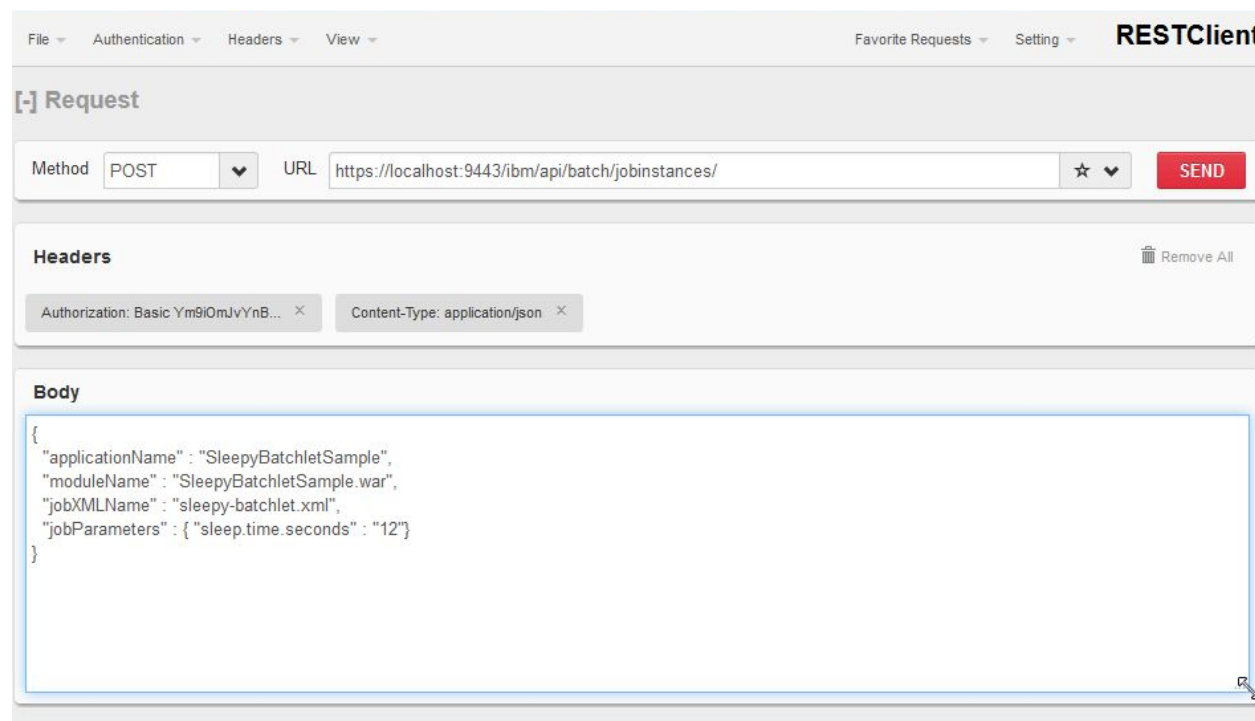 File Authentication Headers View Favorite Requests Setting RESTClient
[-] Request
Method POST URL https://localhost:9443/ibm/api/batch/jobinstances/ SEND
Headers Remove All
Authorization: Basic Ym9iOmJvYnB... × Content-Type: application/json ×
Body
{
"applicationName" : "SleepyBatchletSample",
"moduleName" : "SleepyBatchletSample.war",
"jobXMLName" : "sleepy-batchlet.xml",
"jobParameters" : { "sleep.time.seconds" : "12"}
}